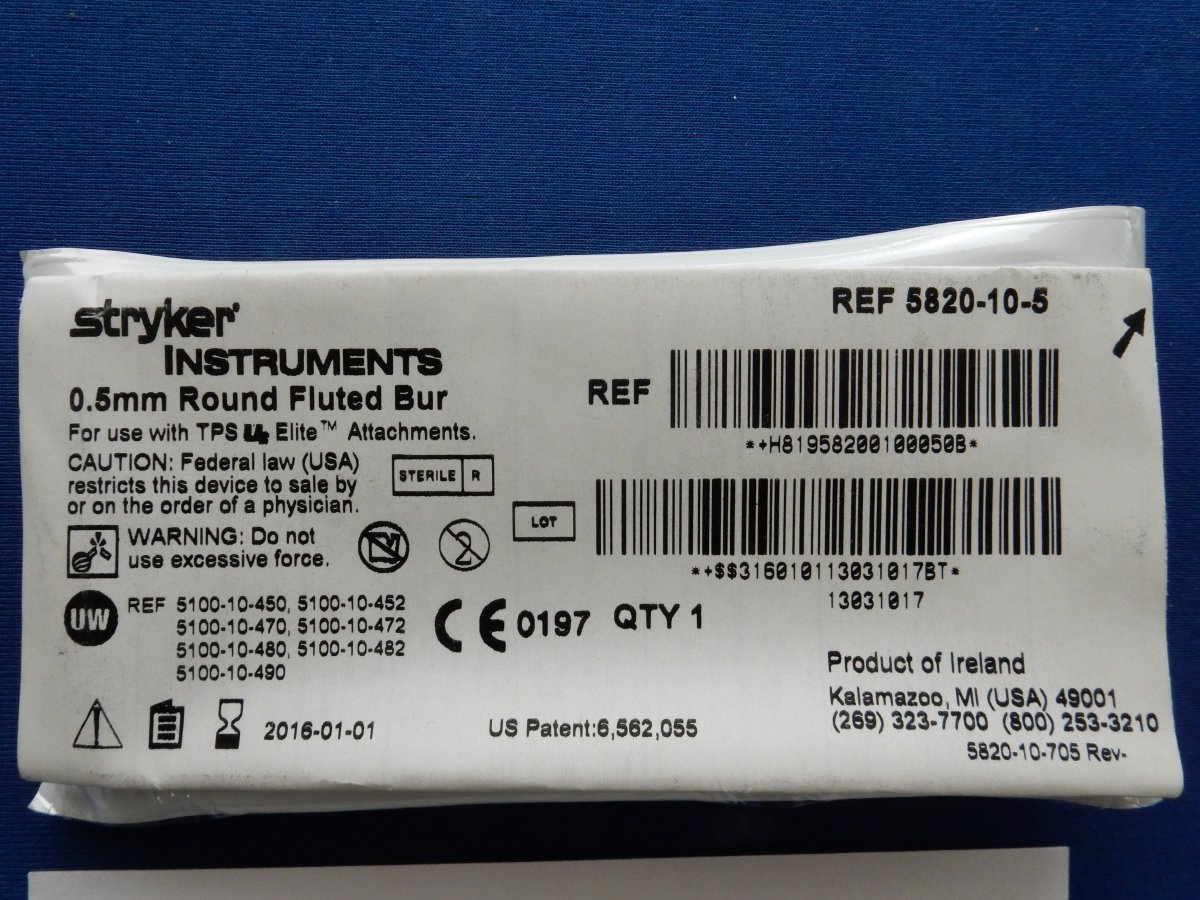 stryker
INSTRUMENTS
0.5mm Round Fluted Bur
For use with TPS U2 Elite™ Attachments.
CAUTION: Federal law (USA)
restricts this device to sale by
or on the order of a physician.
STERILE R
WARNING: Do not
use excessive force.
2
LOT
UW
REF 5100-10-450, 5100-10-452
5100-10-470, 5100-10-472
5100-10-480, 5100-10-482
5100-10-490
CE 0197 QTY 1
2016-01-01
US Patent:6,562,055
REF 5820-10-5
REF
*+H81958200100050B*
*+$$316010113031017BT*
13031017
Product of Ireland
Kalamazoo, MI (USA) 49001
(269) 323-7700 (800) 253-3210
5820-10-705 Rev-